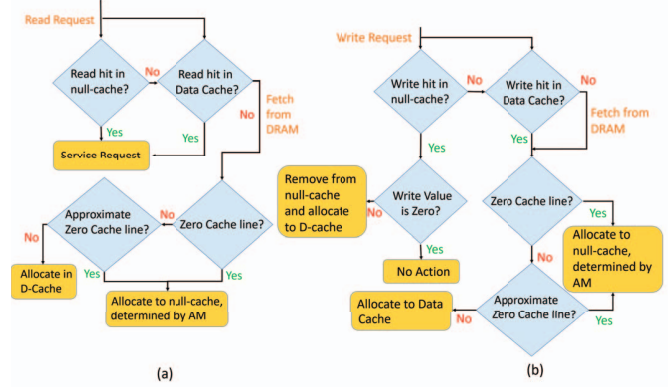 Read Request
Read hit in
null-cache?
No
Read hit in
Data Cache?
Yes
Yes
Service Request
No
Fetch
from
DRAM
Approximate
Zero Cache line?
No
Zero Cache line?
No
Yes
Yes
Allocate in
D-Cache
Allocate to null-cache,
determined by AM
(a)
Write Request
Write hit in
null-cache?
No
Write hit in
Data Cache?
No
Fetch from
DRAM
Yes
Yes
Remove from
null-cache
and allocate
to D-cache
No
Write Value
is Zero?
Yes
No Action
Zero Cache line?
Yes
No
Allocate to
null-cache,
determined by
AM
Allocate to Data
Cache
No
Approximate
Zero Cache line?
Yes
(b)